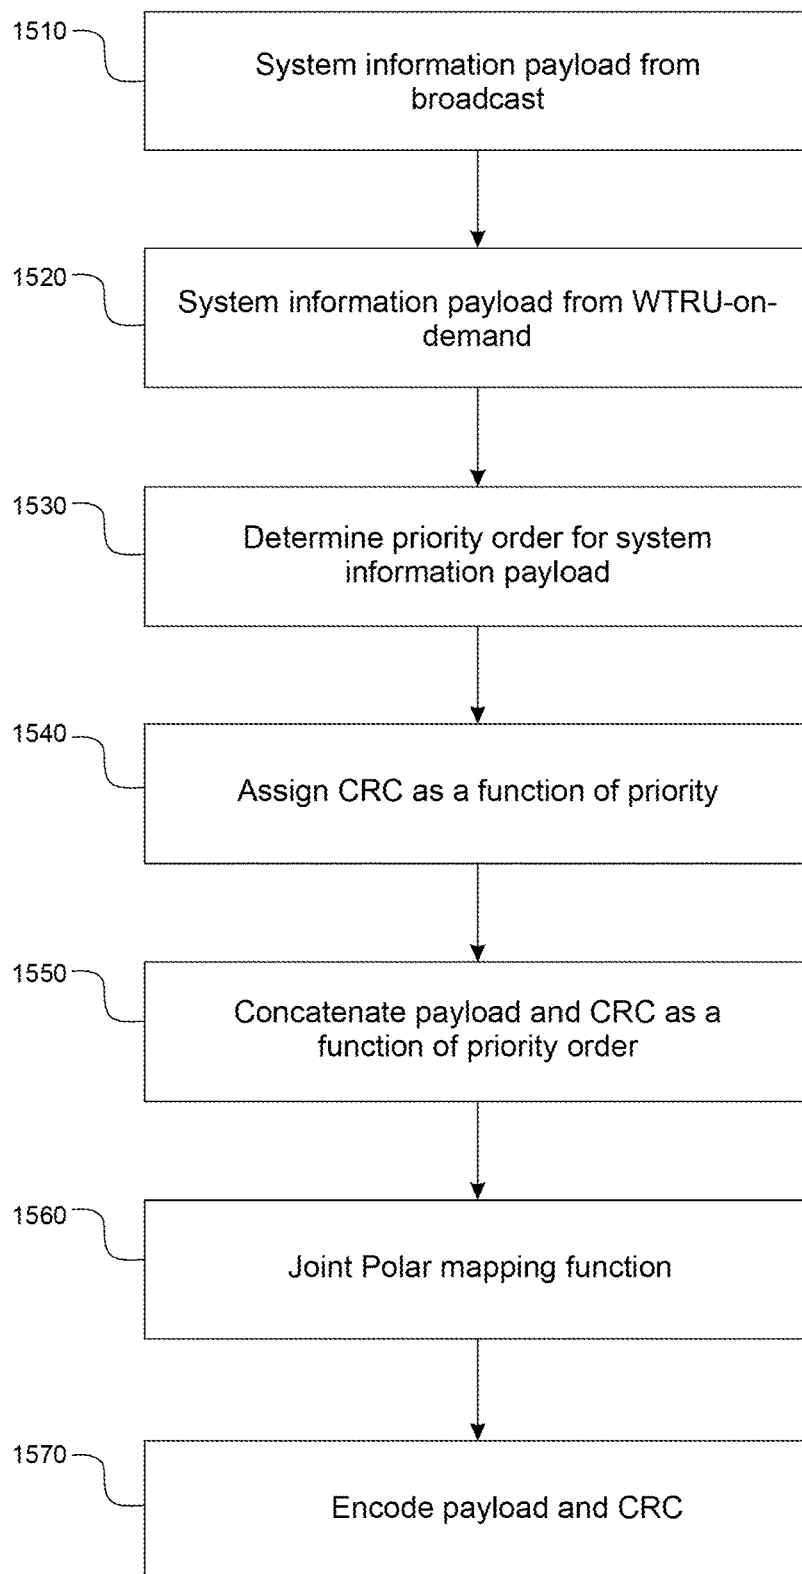 1510
System information payload from
broadcast
1520
System information payload from WTRU-on-
demand
1530
Determine priority order for system
information payload
1540
Assign CRC as a function of priority
1550
Concatenate payload and CRC as a
function of priority order
1560
Joint Polar mapping function
1570
Encode payload and CRC